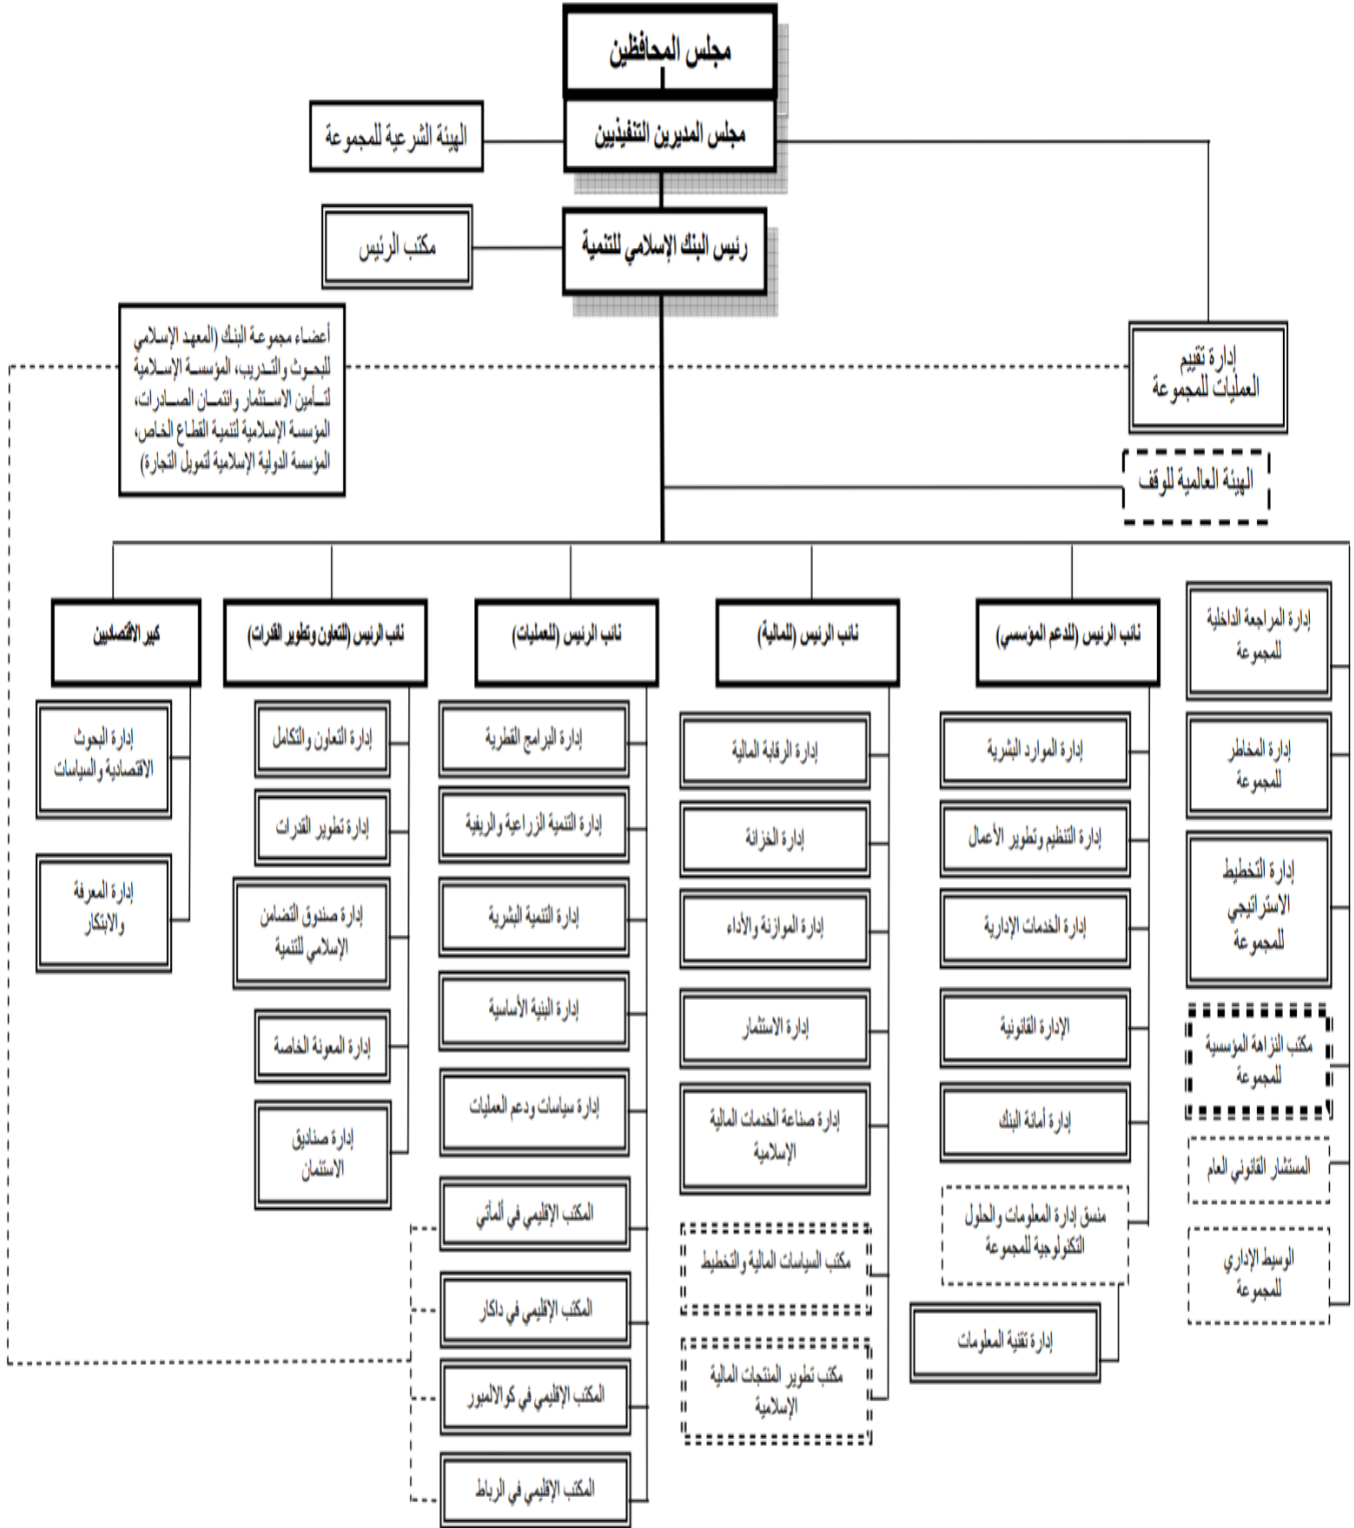 مجلس المحافظين
مجلس المديرين التنفيذيين
الهيئة الشرعية للمجموعة
رئيس البنك الإسلامي للتنمية
مكتب الرئيس
أعضاء مجموعة البنك (المعهد الإسلامي
للبحوث والتدريب، المؤسسة الإسلامية
لتأمين الاستثمار وائتمان الصادرات،
المؤسسة الإسلامية لتنمية القطاع الخاص،
المؤسسة الدولية الإسلامية لتمويل التجارة)
إدارة تقييم
العمليات للمجموعة
الهيئة العالمية للوقف
إدارة المراجعة الداخلية
للمجموعة
إدارة المخاطر
للمجموعة
إدارة التخطيط
الاستراتيجي
للمجموعة
مكتب النزاهة المؤسسية
للمجموعة
المستشار القانوني العام
الوسيط الإداري
للمجموعة
نائب الرئيس (للدعم المؤسسي)
إدارة الموارد البشرية
إدارة التنظيم وتطوير الأعمال
إدارة الخدمات الإدارية
الإدارة القانونية
إدارة أمانة البنك
منسق إدارة المعلومات والحلول
التكنولوجية للمجموعة
إدارة تقنية المعلومات
نائب الرئيس (للمالية)
إدارة الرقابة المالية
إدارة الخزانة
إدارة الموازنة والأداء
إدارة الاستثمار
إدارة صناعة الخدمات المالية
الإسلامية
مكتب السياسات المالية والتخطيط
مكتب تطوير المنتجات المالية
الإسلامية
نائب الرئيس (للعمليات)
إدارة البرامج القطرية
إدارة التنمية الزراعية والريفية
إدارة التنمية البشرية
إدارة البنية الأساسية
إدارة سياسات ودعم العمليات
المكتب الإقليمي في ألماتي
المكتب الإقليمي في داكار
المكتب الإقليمي في كوالالمبور
المكتب الإقليمي في الرباط
نائب الرئيس (للتعاون وتطوير القدرات)
إدارة التعاون والتكامل
إدارة تطوير القدرات
إدارة صندوق التضامن
الإسلامي للتنمية
إدارة المعونة الخاصة
إدارة صناديق
الاستئمان
كبير الاقتصاديين
إدارة البحوث
الاقتصادية والسياسات
إدارة المعرفة
والابتكار